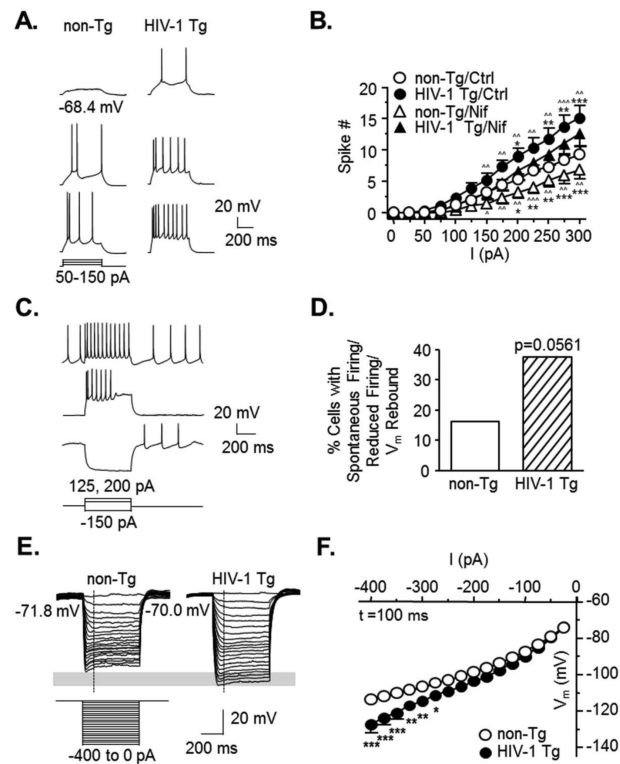 A.
non-Tg HIV-1 Tg
-68.4 mV
20 mV
200 ms
50-150 pA
B.
non-Tg/Ctrl
HIV-1 Tg/Ctrl
non-Tg/Nif
HIV-1 Tg/Nif
Spike #
20
15
10
5
0
0 50 100 150 200 250 300
I (pA)
C.
20 mV
200 ms
125, 200 pA
-150 pA
D.
% Cells with
Spontaneous Firing/
Reduced Firing/
Vm Rebound
40
30
20
10
0
p=0.0561
non-Tg HIV-1 Tg
E.
non-Tg HIV-1 Tg
-71.8 mV -70.0 mV
20 mV
200 ms
-400 to 0 pA
F.
I (pA)
-400 -300 -200 -100 0
t =100 ms
-60
-80
-100
-120
-140
Vm (mV)
non-Tg
HIV-1 Tg
*** *** *** ** ** *